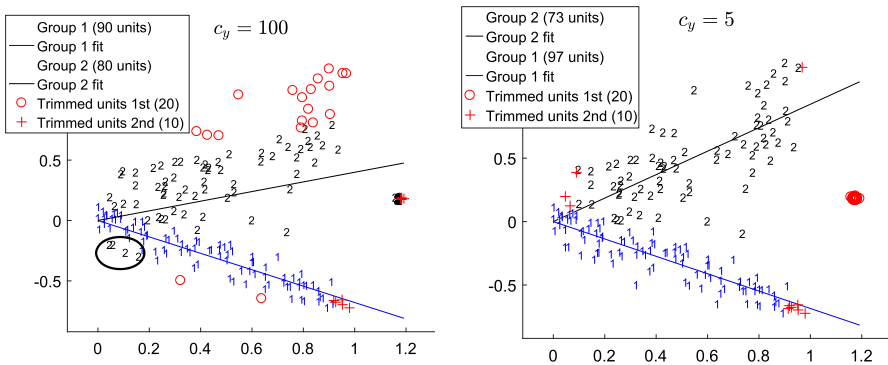 c_y = 100
Group 1 (90 units)
Group 1 fit
Group 2 (80 units)
Group 2 fit
Trimmed units 1st (20)
Trimmed units 2nd (10)
0.5
0
-0.5
0 0.2 0.4 0.6 0.8 1 1.2
c_y = 5
Group 2 (73 units)
Group 2 fit
Group 1 (97 units)
Group 1 fit
Trimmed units 1st (20)
Trimmed units 2nd (10)
0.5
0
-0.5
0 0.2 0.4 0.6 0.8 1 1.2